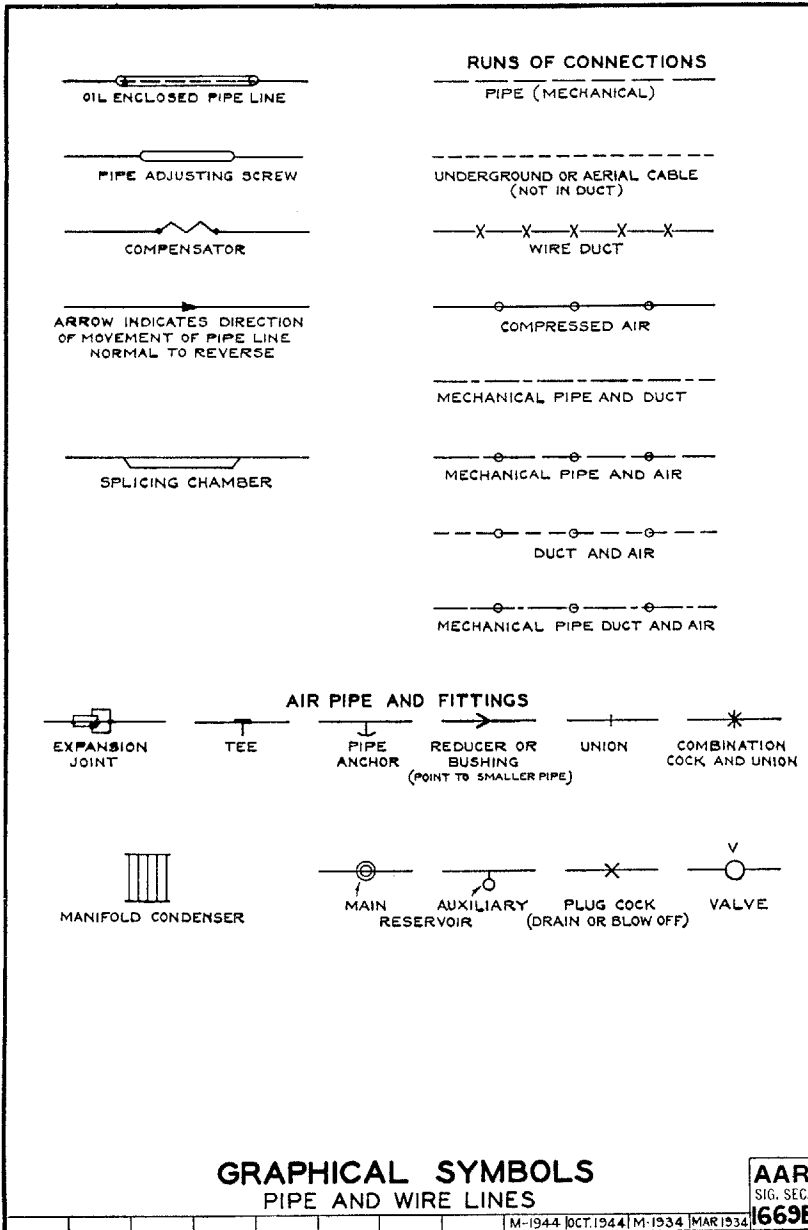 OIL ENCLOSED PIPE LINE
PIPE ADJUSTING SCREW
COMPENSATOR
ARROW INDICATES DIRECTION
OF MOVEMENT OF PIPE LINE
NORMAL TO REVERSE
SPLICING CHAMBER
RUNS OF CONNECTIONS
PIPE (MECHANICAL)
UNDERGROUND OR AERIAL CABLE
(NOT IN DUCT)
WIRE DUCT
COMPRESSED AIR
MECHANICAL PIPE AND DUCT
MECHANICAL PIPE AND AIR
DUCT AND AIR
MECHANICAL PIPE DUCT AND AIR
AIR PIPE AND FITTINGS
EXPANSION
JOINT
TEE
PIPE
ANCHOR
REDUCER OR
BUSHING
(POINT TO SMALLER PIPE)
UNION
COMBINATION
COCK AND UNION
MANIFOLD CONDENSER
MAIN
AUXILIARY
RESERVOIR
PLUG COCK
(DRAIN OR BLOW OFF)
V
VALVE
GRAPHICAL SYMBOLS
PIPE AND WIRE LINES
AAR
SIG. SEC.
M-1944 OCT.1944 M-1934 MAR 1934